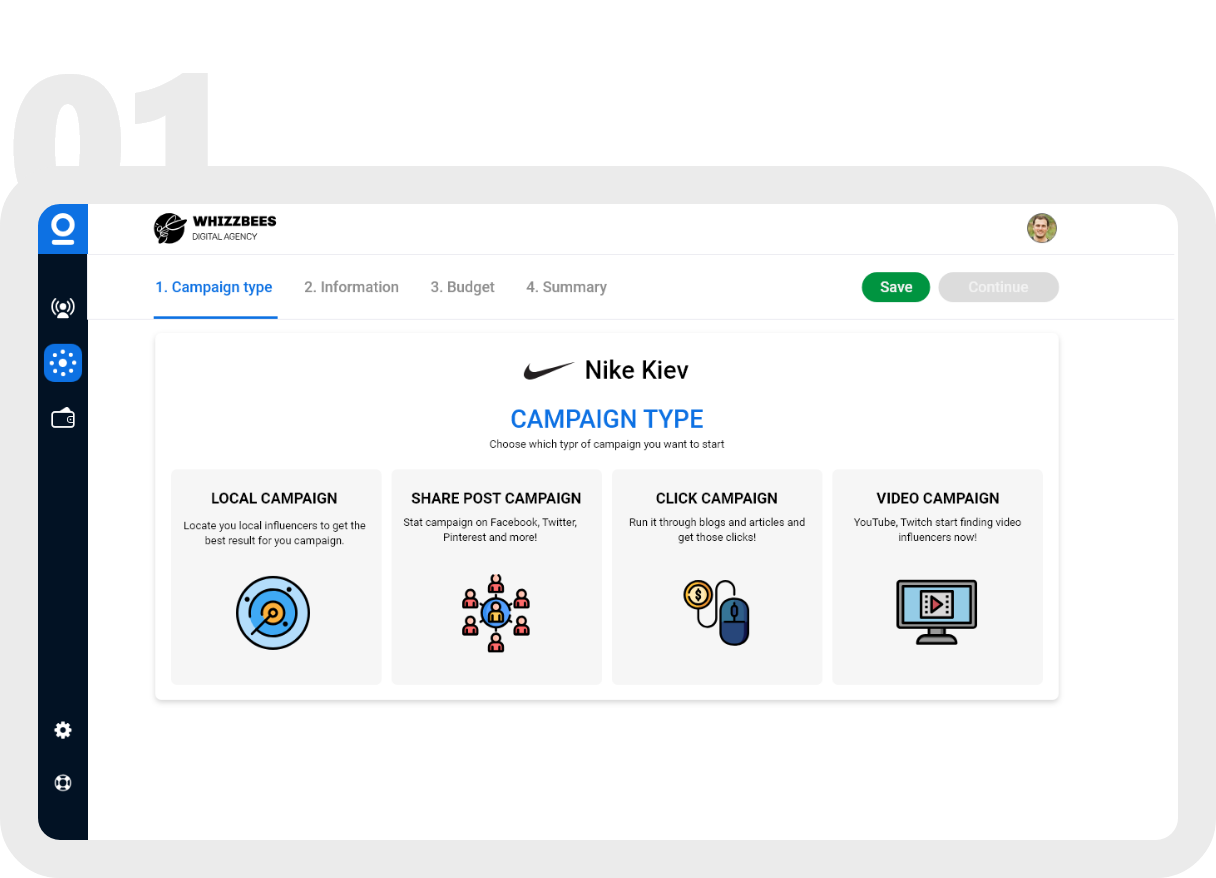 01
WHIZZBEES
DIGITAL AGENCY
1. Campaign type 2. Information 3. Budget 4. Summary Save Continue
Nike Kiev
CAMPAIGN TYPE
Choose which typr of campaign you want to start
LOCAL CAMPAIGN
Locate you local influencers to get the
best result for you campaign.
SHARE POST CAMPAIGN
Stat campaign on Facebook, Twitter,
Pinterest and more!
CLICK CAMPAIGN
Run it through blogs and articles and
get those clicks!
$
VIDEO CAMPAIGN
YouTube, Twitch start finding video
influencers now!